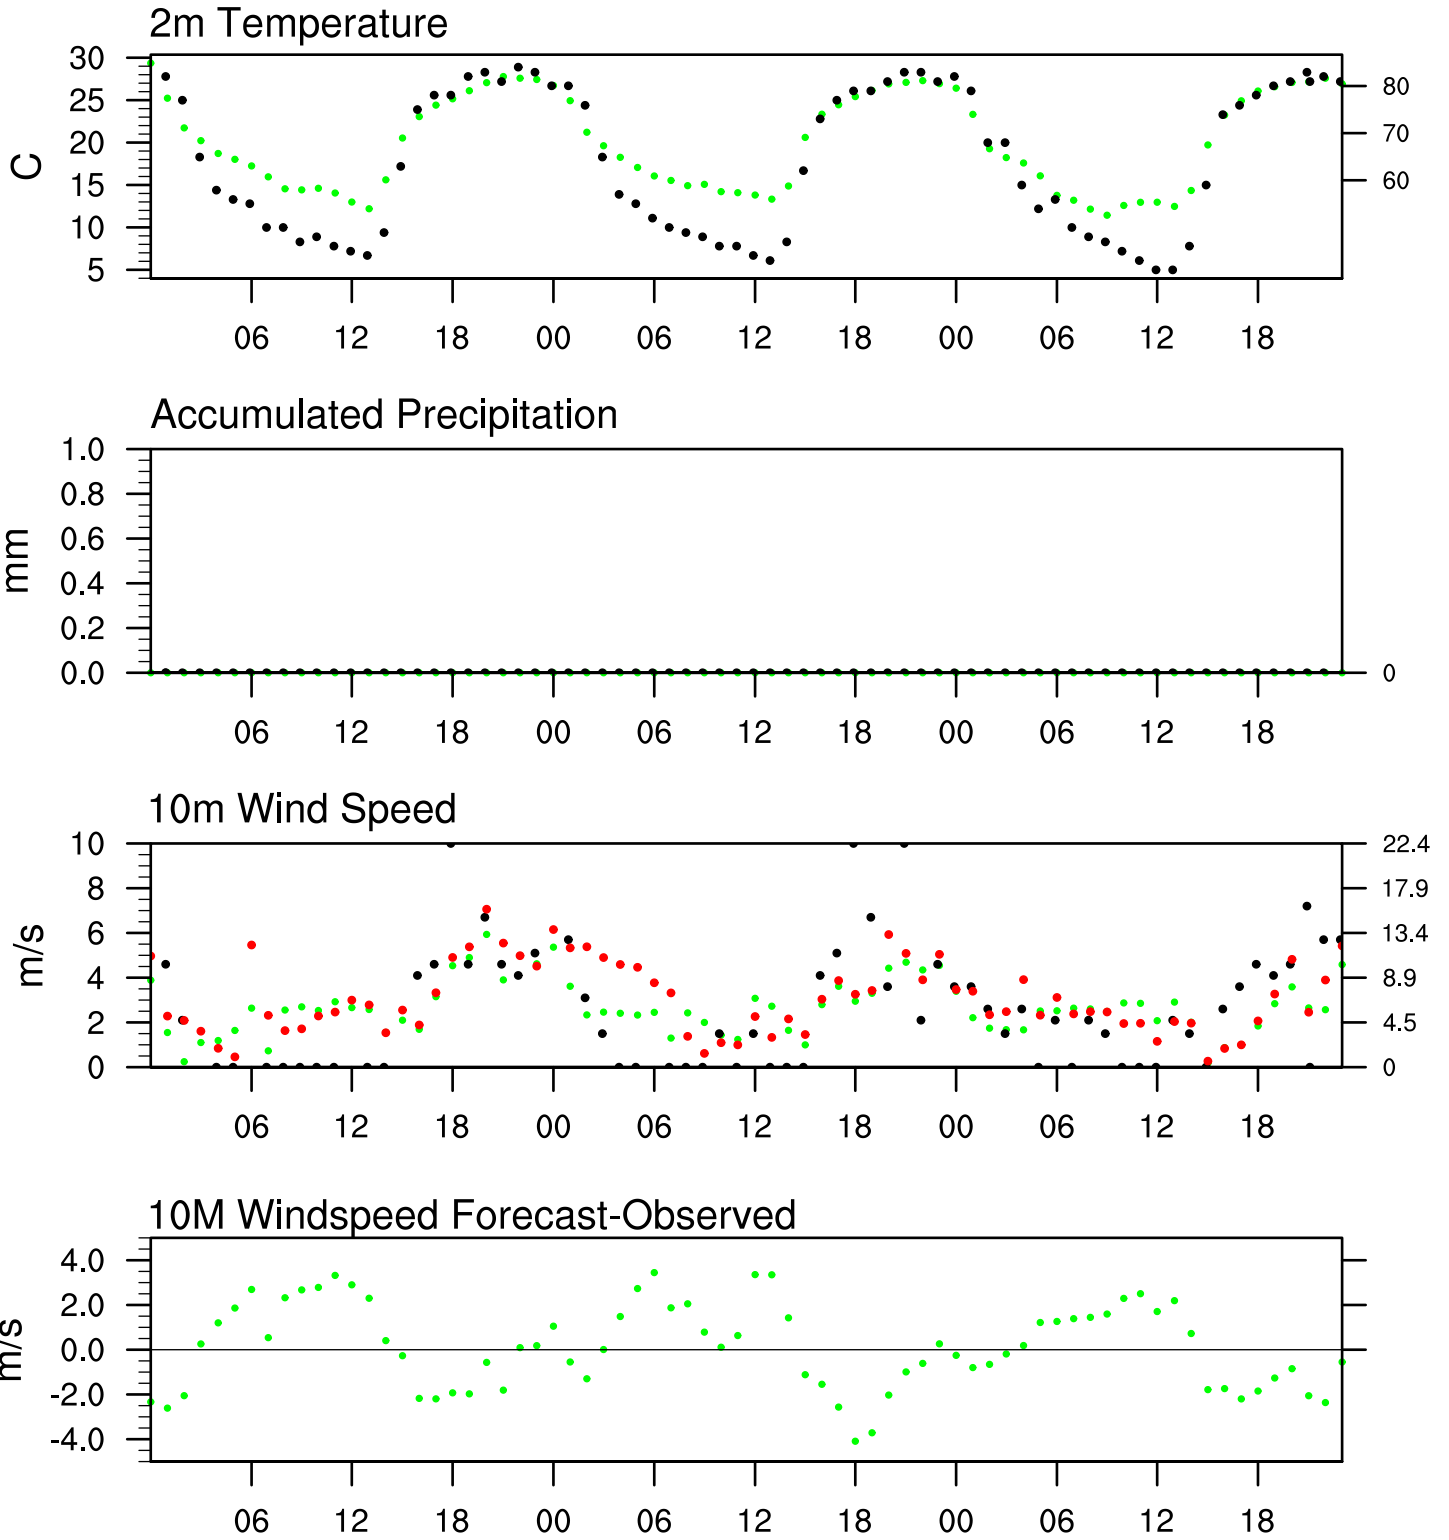 2m Temperature
30
25
20
15
10
5
C
80
70
60
06 12 18 00 06 12 18 00 06 12 18
Accumulated Precipitation
1.0
0.8
0.6
0.4
0.2
0.0
mm
0
06 12 18 00 06 12 18 00 06 12 18
10m Wind Speed
10
8
6
4
2
0
m/s
22.4
17.9
13.4
8.9
4.5
0
06 12 18 00 06 12 18 00 06 12 18
10M Windspeed Forecast-Observed
4.0
2.0
0.0
-2.0
-4.0
m/s
06 12 18 00 06 12 18 00 06 12 18